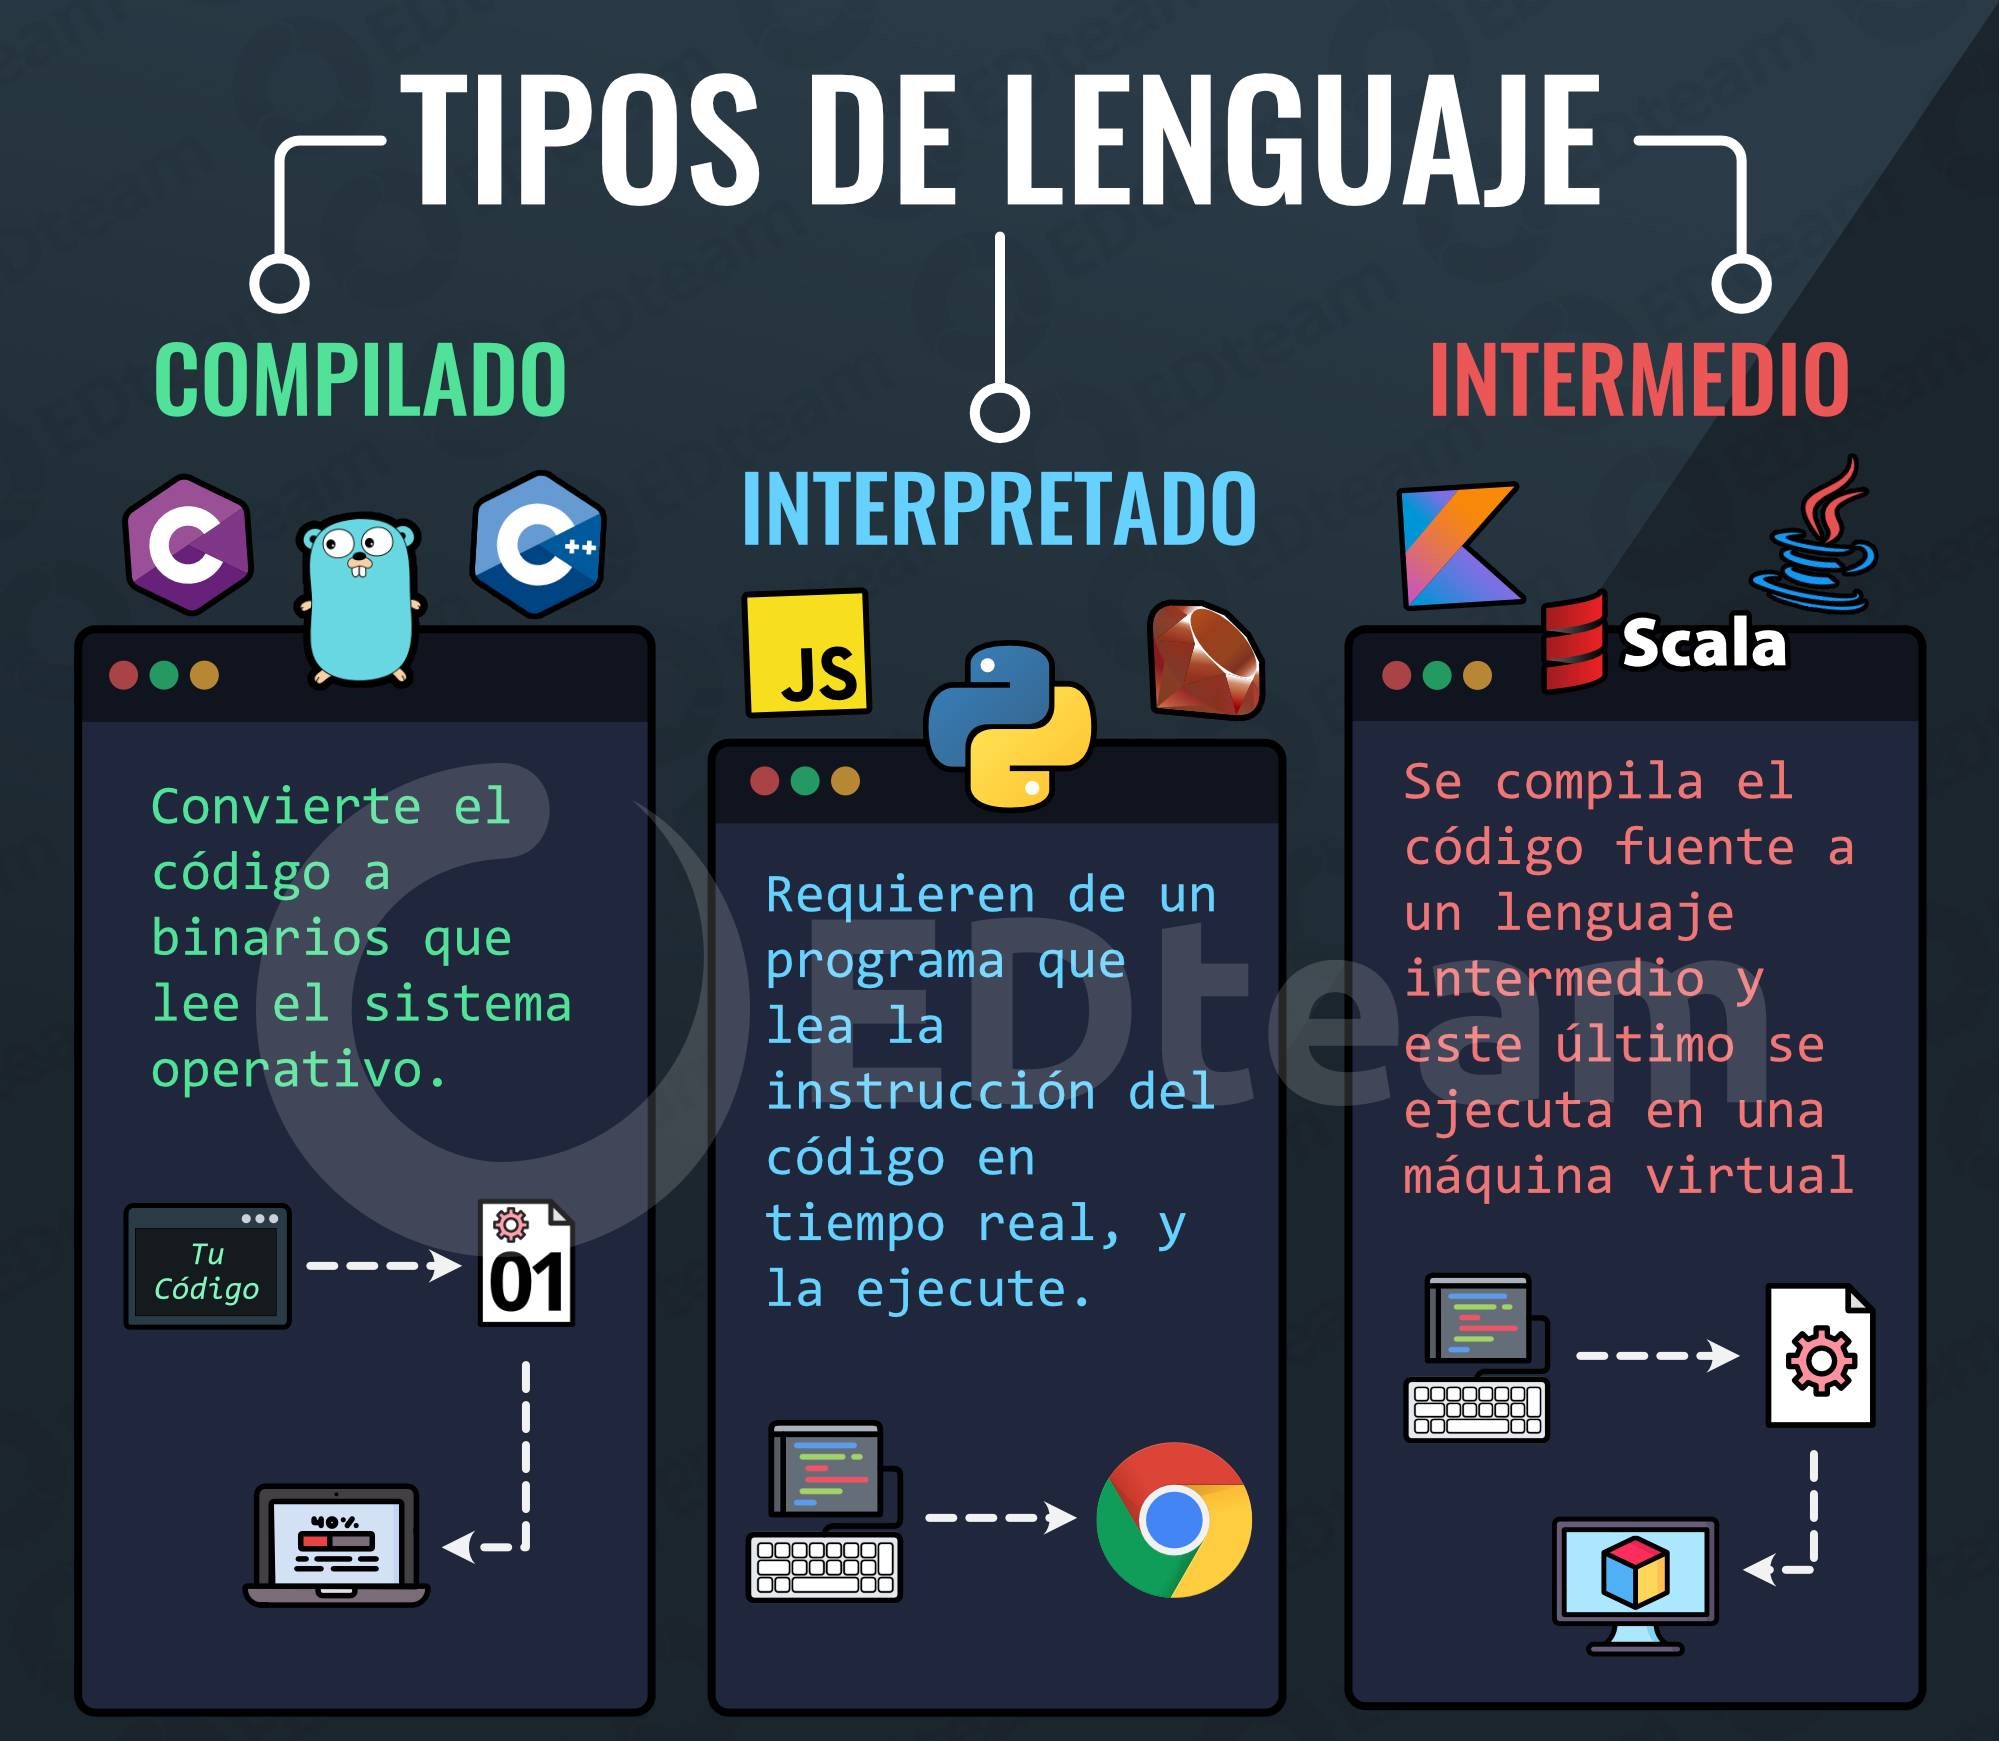 TIPOS DE LENGUAJE
COMPILADO
C
C
++
Convierte el
código a
binarios que
lee el sistema
operativo.
Tu
Código
01
40%
INTERPRETADO
JS
Requieren de un
programa que
lea la
instrucción del
código en
tiempo real, y
la ejecute.
INTERMEDIO
Scala
Se compila el
código fuente a
un lenguaje
intermedio y
este último se
ejecuta en una
máquina virtual
EDteam